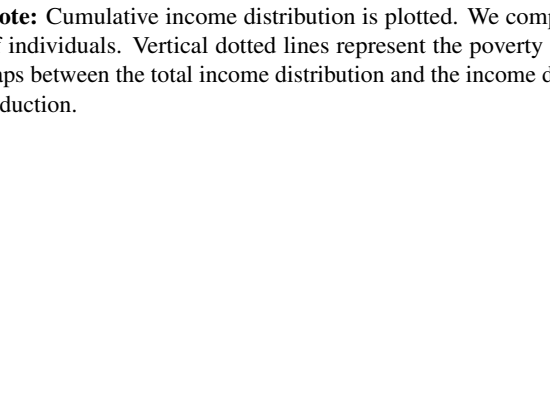 ote: Cumulative income distribution is plotted. We comp
f individuals. Vertical dotted lines represent the poverty
aps between the total income distribution and the income d
duction.